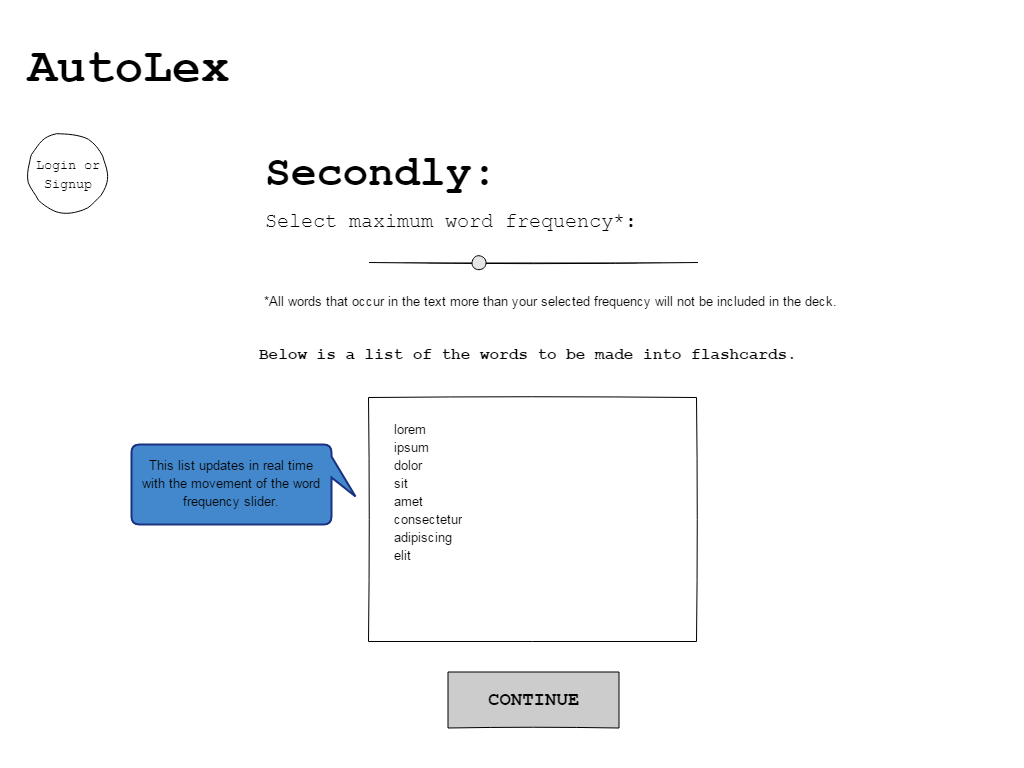 AutoLex
Login or
Signup
Secondly:
Select maximum word frequency*:
*All words that occur in the text more than your selected frequency will not be included in the deck.
Below is a list of the words to be made into flashcards.
This list updates in real time
with the movement of the word
frequency slider.
lorem
ipsum
dolor
sit
amet
consectetur
adipiscing
elit
CONTINUE